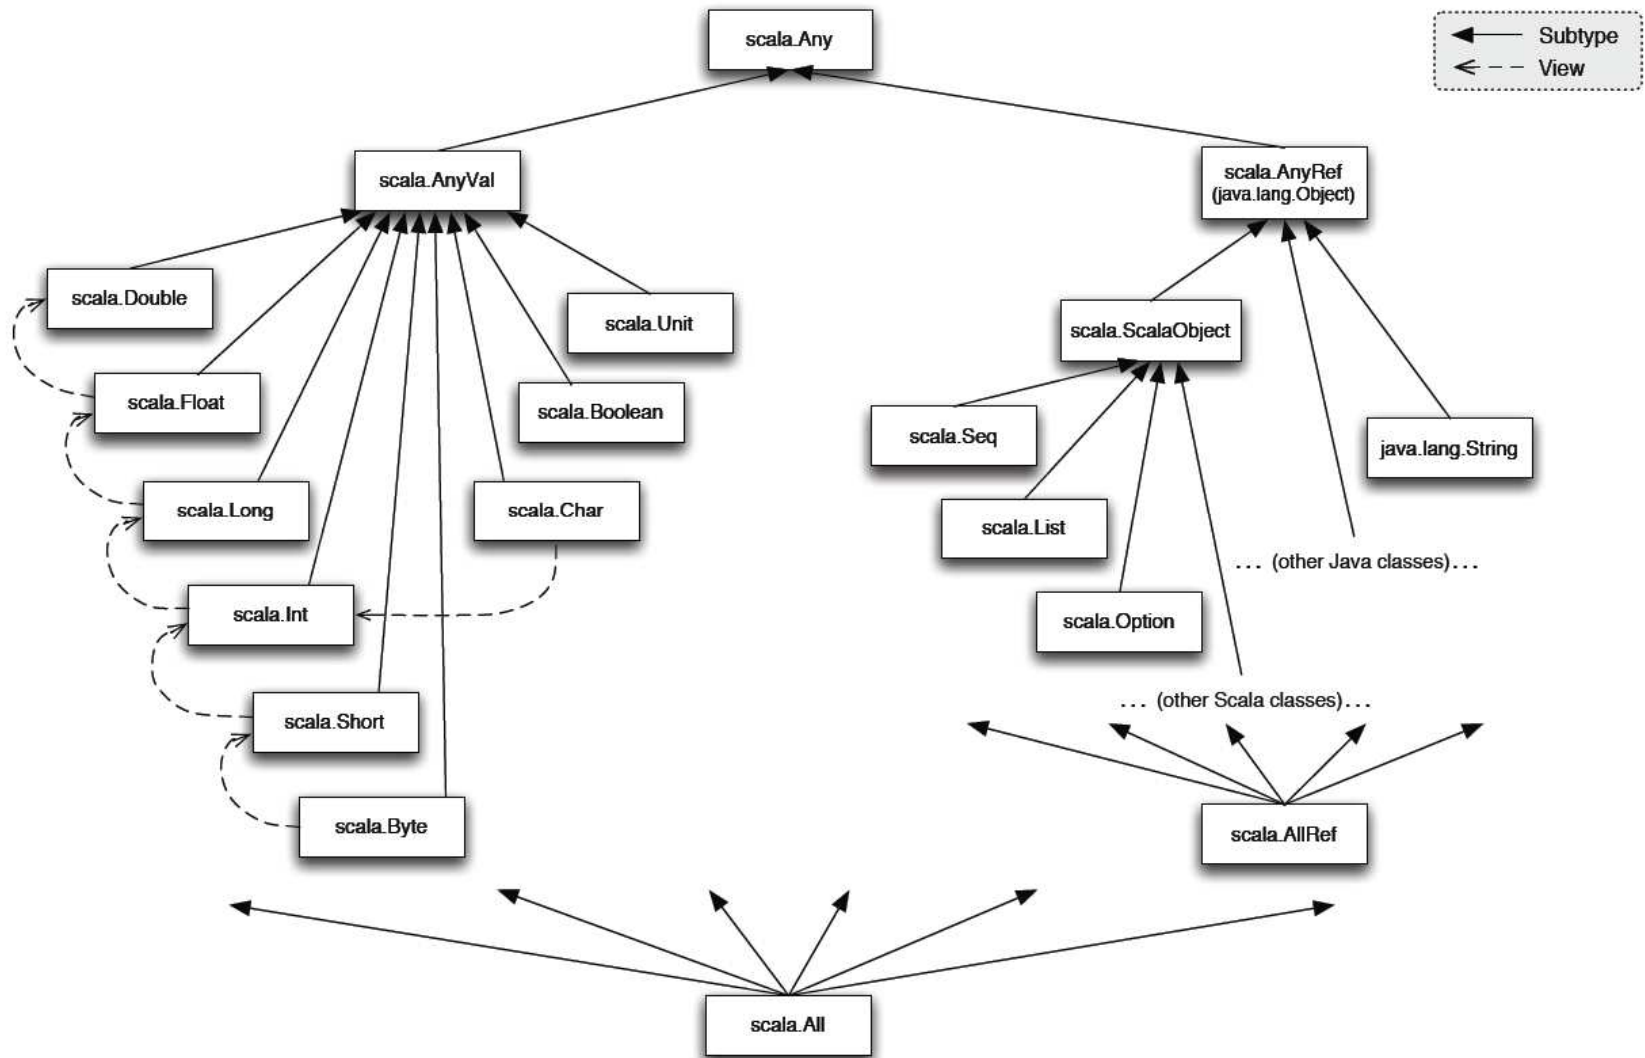 scala.Any
Subtype
View
scala.AnyVal
scala.AnyRef
(java.lang.Object)
scala.Double
scala.Unit
scala.ScalaObject
scala.Float
scala.Boolean
scala.Seq
java.lang.String
scala.Long
scala.Char
scala.List
... (other Java classes)...
scala.Int
scala.Option
scala.Short
... (other Scala classes)...
scala.Byte
scala.AllRef
scala.All